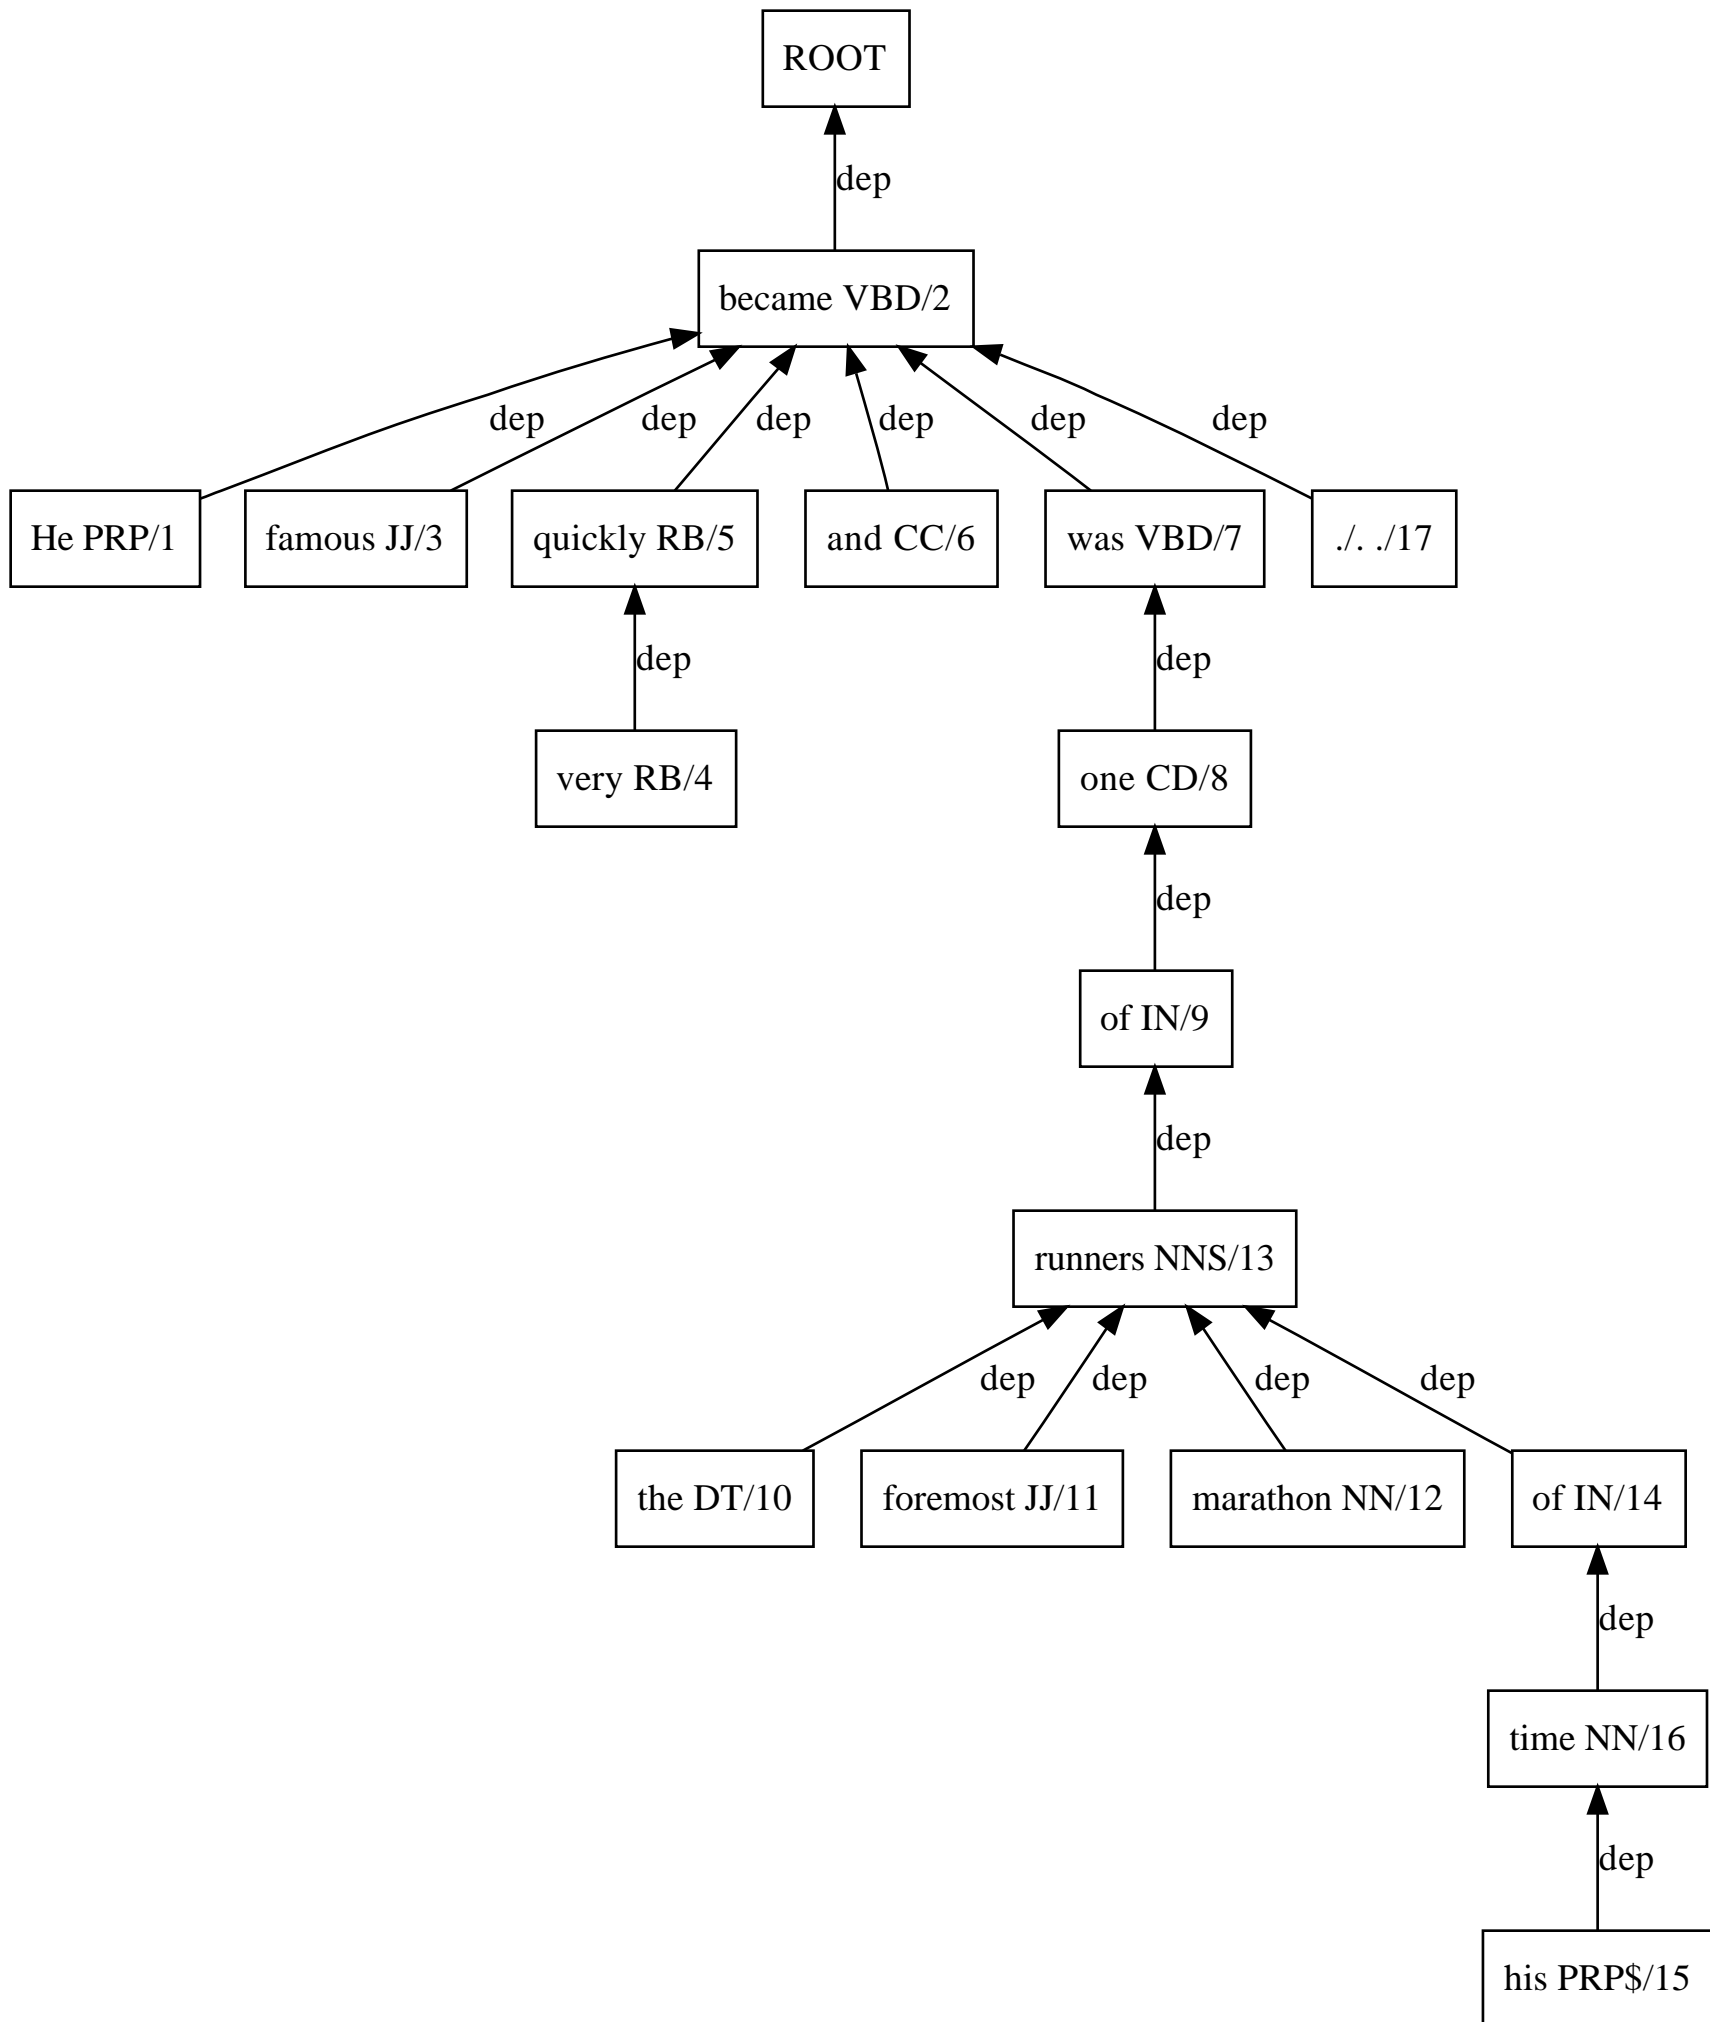 ROOT
dep
became VBD/2
dep dep dep dep dep dep
He PRP/1 famous JJ/3 quickly RB/5 and CC/6 was VBD/7 ./. ./17
dep dep
very RB/4 one CD/8
dep
of IN/9
dep
runners NNS/13
dep dep dep dep
the DT/10 foremost JJ/11 marathon NN/12 of IN/14
dep
time NN/16
dep
his PRP$/15